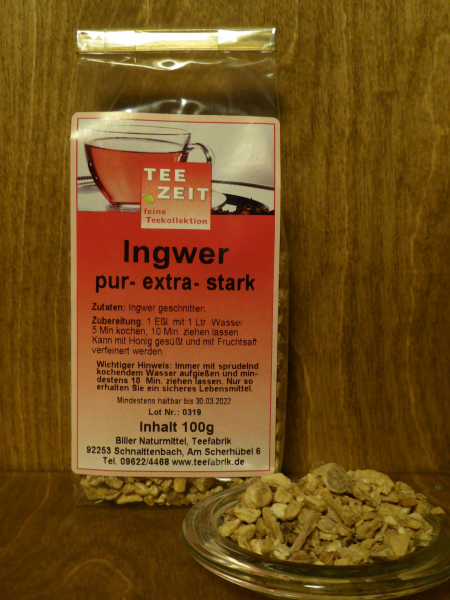 TEE
ZEIT
feine
Teekollektion
Ingwer
pur- extra- stark
Zutaten: Ingwer geschnitten
Zubereitung: 1 Eßl. mit 1 Ltr. Wasser
5 Min.kochen, 10 Min. ziehen lassen.
Kann mit Honig gesüßt und mit Fruchtsaft
verfeinert werden.
Wichtiger Hinweis: Immer mit sprudelnd
kochendem Wasser aufgießen und min-
destens 10 Min. ziehen lassen. Nur so
erhalten Sie ein sicheres Lebensmittel.
Mindestens haltbar bis 30.03.2022
Lot Nr.: 0319
Inhalt 100g
Biller Naturmittel, Teefabrik
92253 Schnaittenbach, Am Scherhübel 6
Tel. 09622/4468 www.teefabrik.de